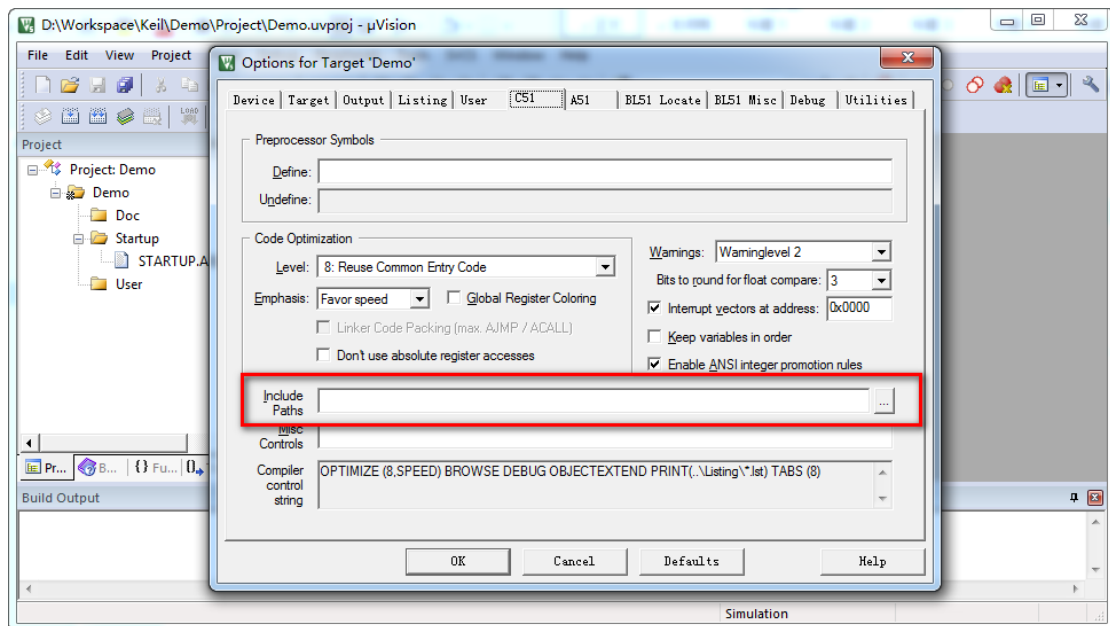 D:\Workspace\Keil\Demo\Project\Demo.uvproj - µVision
File Edit View Project
Options for Target 'Demo'
Device Target Output Listing User C51 A51 BL51 Locate BL51 Misc Debug Utilities
Project
Project: Demo
Demo
Doc
Startup
STARTUP.A
User
Preprocessor Symbols
Define:
Undefine:
Code Optimization
Level: 8: Reuse Common Entry Code
Emphasis: Favor speed Global Register Coloring
Linker Code Packing (max. AJMP / ACALL)
Don't use absolute register accesses
Warnings: Warninglevel 2
Bits to round for float compare: 3
Interrupt vectors at address: 0x0000
Keep variables in order
Enable ANSI integer promotion rules
Include
Paths
...
Misc
Controls
Compiler
control
string
OPTIMIZE (8,SPEED) BROWSE DEBUG OBJECTEXTEND PRINT(..\Listing\*.lst) TABS (8)
Pr... B... {} Fu... 0
Build Output
OK Cancel Defaults Help
Simulation